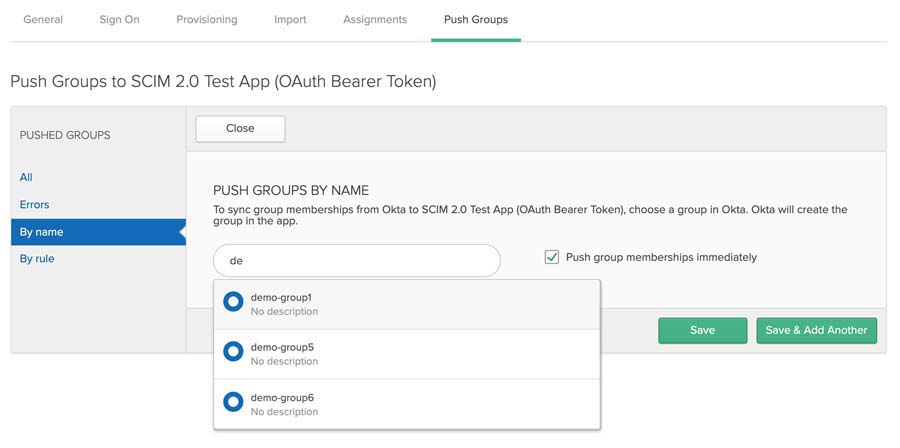 General Sign On Provisioning Import Assignments Push Groups
Push Groups to SCIM 2.0 Test App (OAuth Bearer Token)
PUSHED GROUPS
All
Errors
By name
By rule
Close
PUSH GROUPS BY NAME
To sync group memberships from Okta to SCIM 2.0 Test App (OAuth Bearer Token), choose a group in Okta. Okta will create the
group in the app.
de
Push group memberships immediately
demo-group1
No description
demo-group5
No description
demo-group6
No description
Save
Save & Add Another